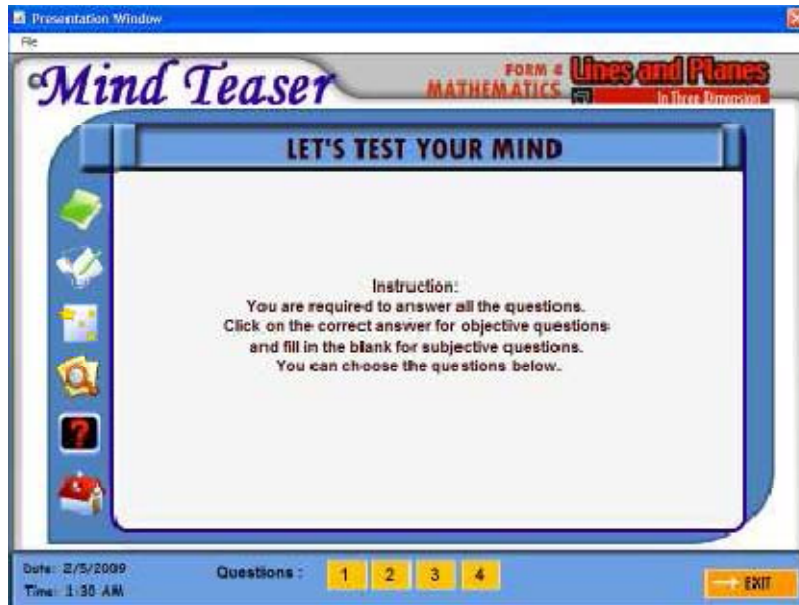 Presentation Window
File
Mind Teaser
FORM 4
MATHEMATICS
Lines and Planes
In Three Dimension
LET'S TEST YOUR MIND
Instruction:
You are required to answer all the questions.
Click on the correct answer for objective questions
and fill in the blank for subjective questions.
You can choose the questions below.
?
Date: 2/5/2009
Time: 1:30 AM
Questions :
1 2 3 4
EXIT